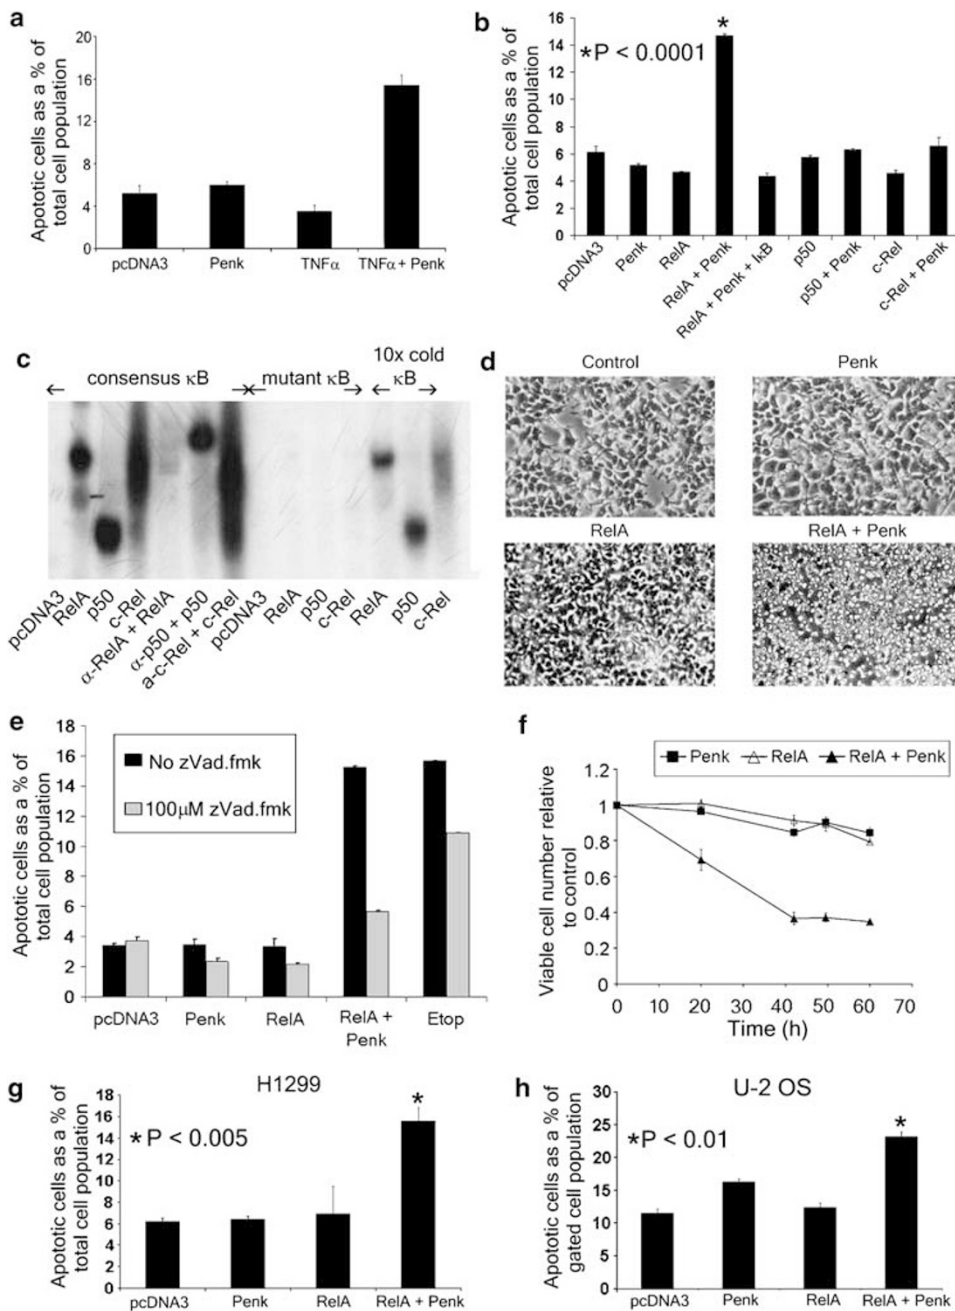 a
Apoptotic cells as a % of
total cell population
20
16
12
8
4
0
pcDNA3 Penk TNFα TNFα + Penk
b
Apoptotic cells as a % of
total cell population
16
14
12
10
8
6
4
2
0
*P < 0.0001
*
pcDNA3
Penk
RelA
RelA + Penk
RelA + Penk + IκB
p50
p50 + Penk
c-Rel
c-Rel + Penk
c
consensus κB
mutant κB
10x cold
κB
pcDNA3
RelA
p50
c-Rel
α-RelA + RelA
α-p50 + p50
a-c-Rel + c-Rel
pcDNA3
RelA
p50
c-Rel
RelA
p50
c-Rel
d
Control Penk
RelA RelA + Penk
e
Apoptotic cells as a % of
total cell population
18
16
14
12
10
8
6
4
2
0
No zVad.fmk
100μM zVad.fmk
pcDNA3 Penk RelA RelA +
Penk Etop
f
Penk RelA RelA + Penk
Viable cell number relative
to control
1.2
1
0.8
0.6
0.4
0.2
0
0 10 20 30 40 50 60 70
Time (h)
g
H1299
Apoptotic cells as a % of
total cell population
18
16
14
12
10
8
6
4
2
0
*P < 0.005
*
pcDNA3 Penk RelA RelA + Penk
h
U-2 OS
Apoptotic cells as a % of
gated cell population
30
25
20
15
10
5
0
*P < 0.01
*
pcDNA3 Penk RelA RelA + Penk